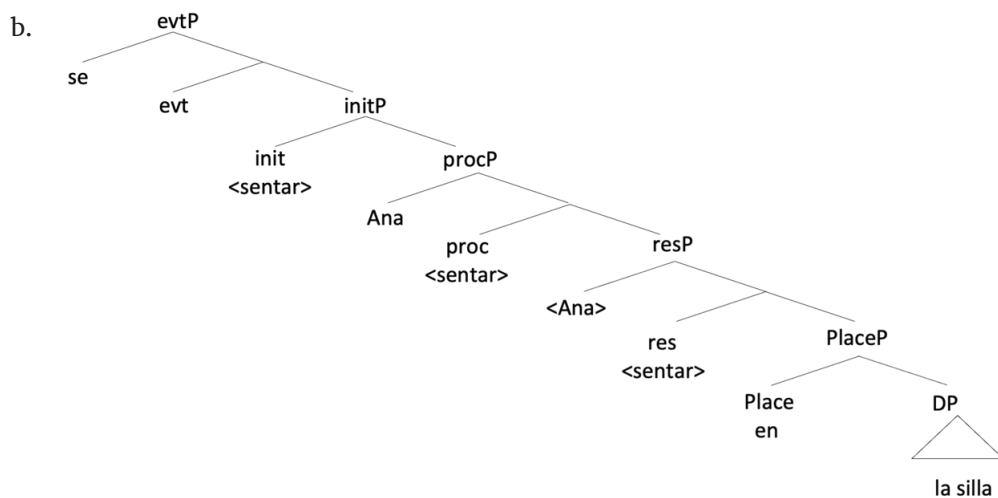 b.
evtP
se
evt
initP
init
<sentar>
procP
Ana
proc
<sentar>
resP
<Ana>
res
<sentar>
PlaceP
Place
en
DP
la silla